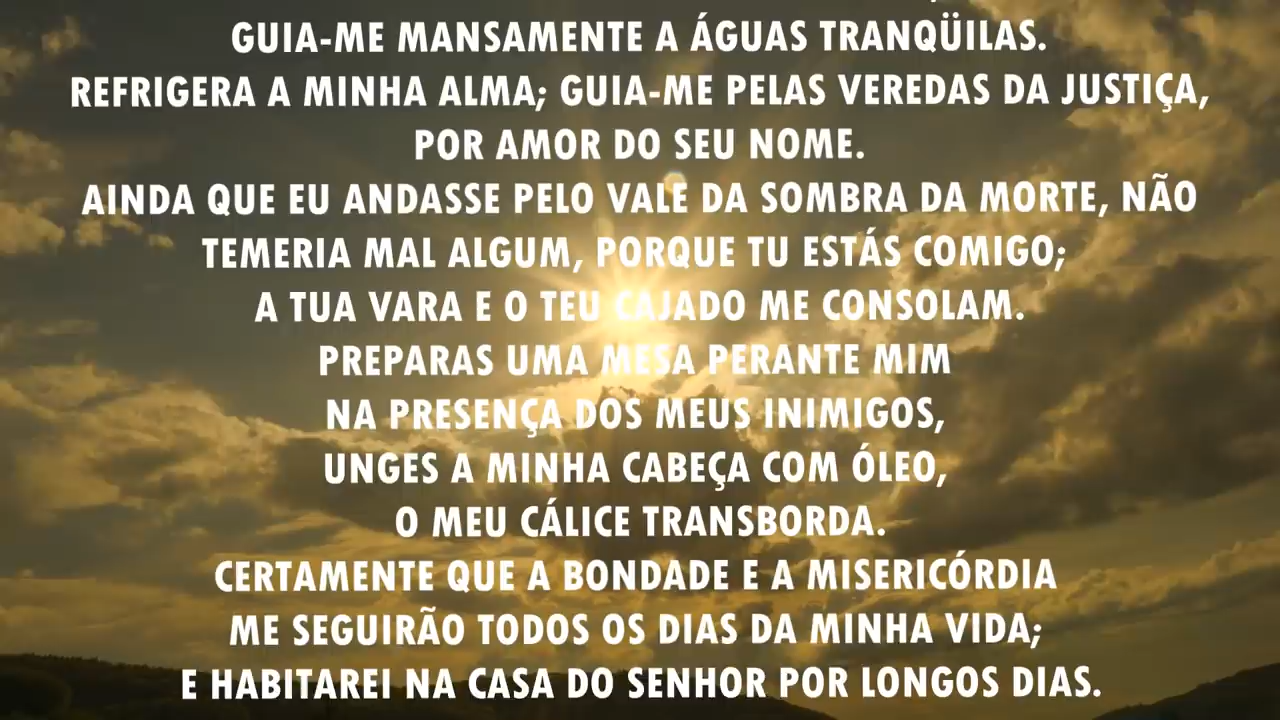 GUIA-ME MANSAMENTE A ÁGUAS TRANQÜILAS.
REFRIGERA A MINHA ALMA; GUIA-ME PELAS VEREDAS DA JUSTIÇA,
POR AMOR DO SEU NOME.
AINDA QUE EU ANDASSE PELO VALE DA SOMBRA DA MORTE, NÃO
TEMERIA MAL ALGUM, PORQUE TU ESTÁS COMIGO;
A TUA VARA E O TEU CAJADO ME CONSOLAM.
PREPARAS UMA MESA PERANTE MIM
NA PRESENÇA DOS MEUS INIMIGOS,
UNGES A MINHA CABEÇA COM ÓLEO,
O MEU CÁLICE TRANSBORDA.
CERTAMENTE QUE A BONDADE E A MISERICÓRDIA
ME SEGUIRÃO TODOS OS DIAS DA MINHA VIDA;
E HABITAREI NA CASA DO SENHOR POR LONGOS DIAS.